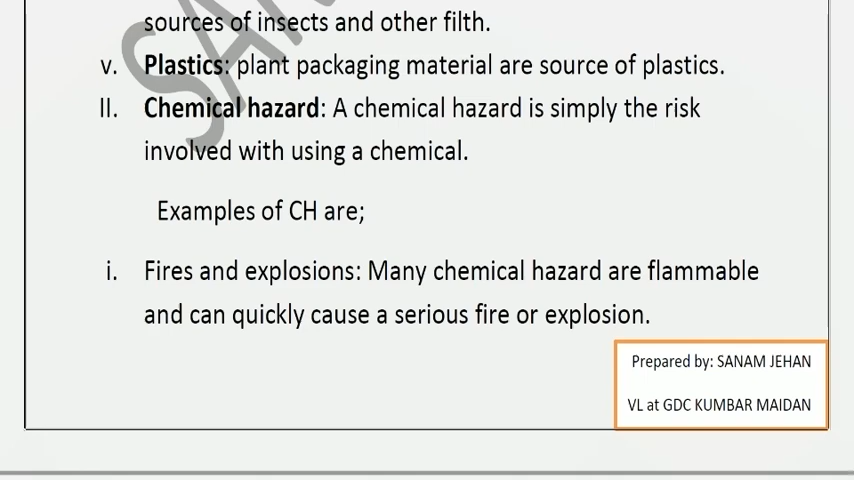 sources of insects and other filth.
v. Plastics: plant packaging material are source of plastics.
II. Chemical hazard: A chemical hazard is simply the risk
involved with using a chemical.
Examples of CH are;
i. Fires and explosions: Many chemical hazard are flammable
and can quickly cause a serious fire or explosion.
Prepared by: SANAM JEHAN
VL at GDC KUMBAR MAIDAN